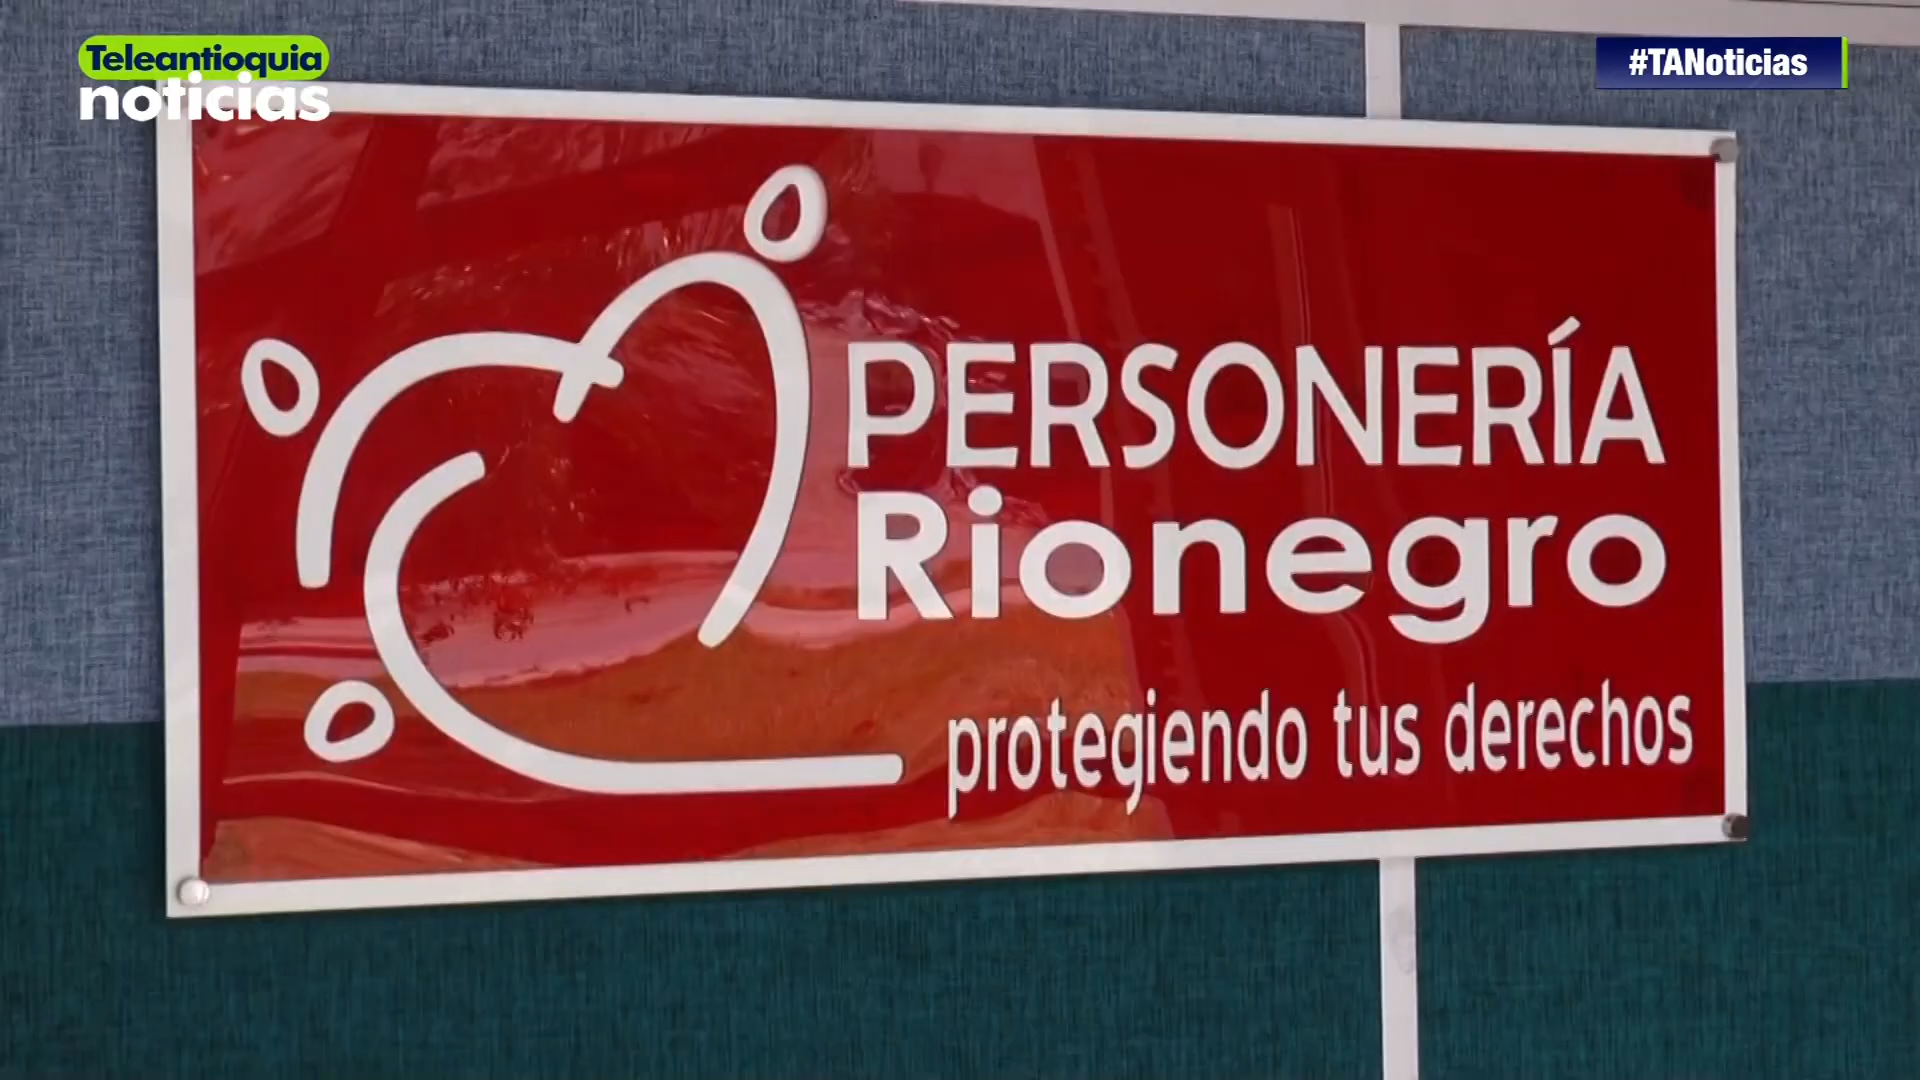 Teleantioquia
noticias
#TANoticias
PERSONERÍA
Rionegro
protegiendo tus derechos